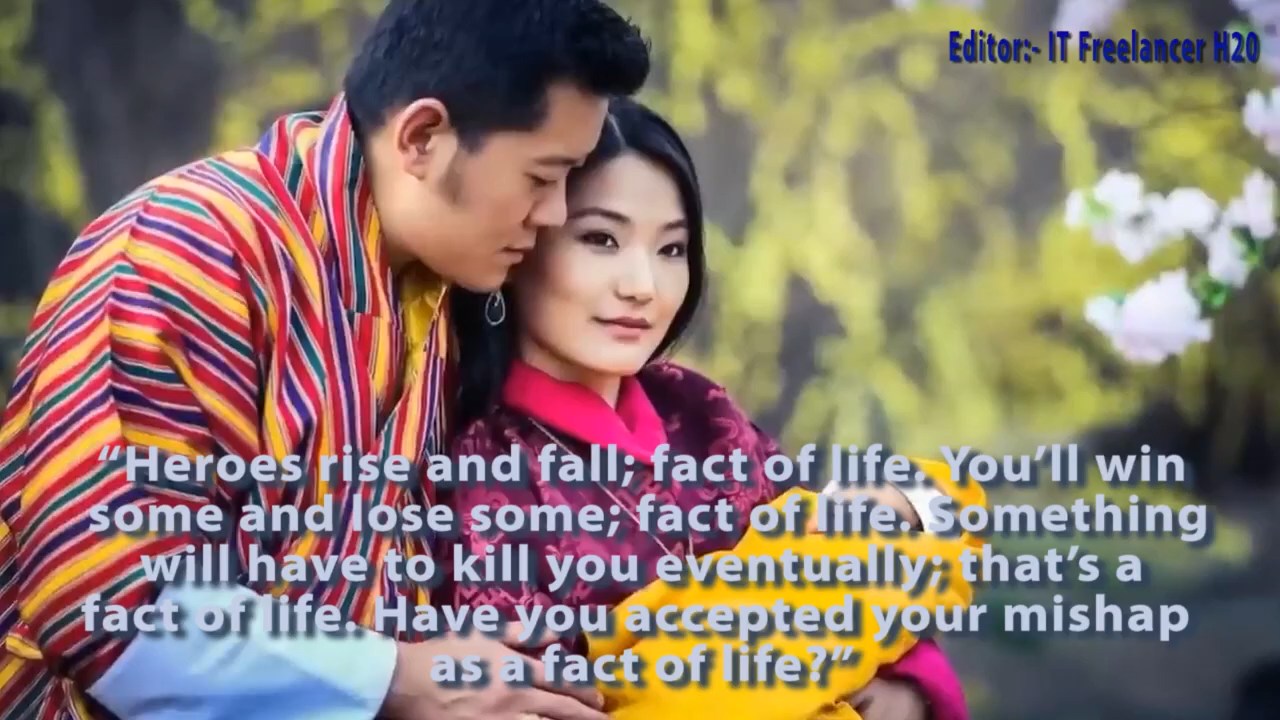 Editor:- IT Freelancer H20
“Heroes rise and fall; fact of life. You’ll win
some and lose some; fact of life. Something
will have to kill you eventually; that’s a
fact of life. Have you accepted your mishap
as a fact of life?”